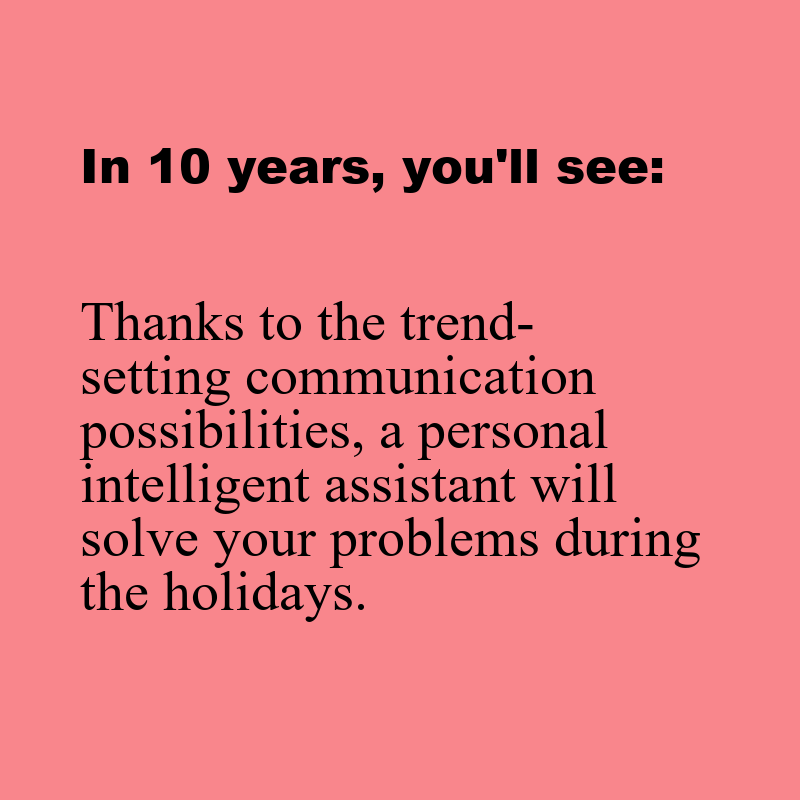 In 10 years, you'll see:
Thanks to the trend-
setting communication
possibilities, a personal
intelligent assistant will
solve your problems during
the holidays.